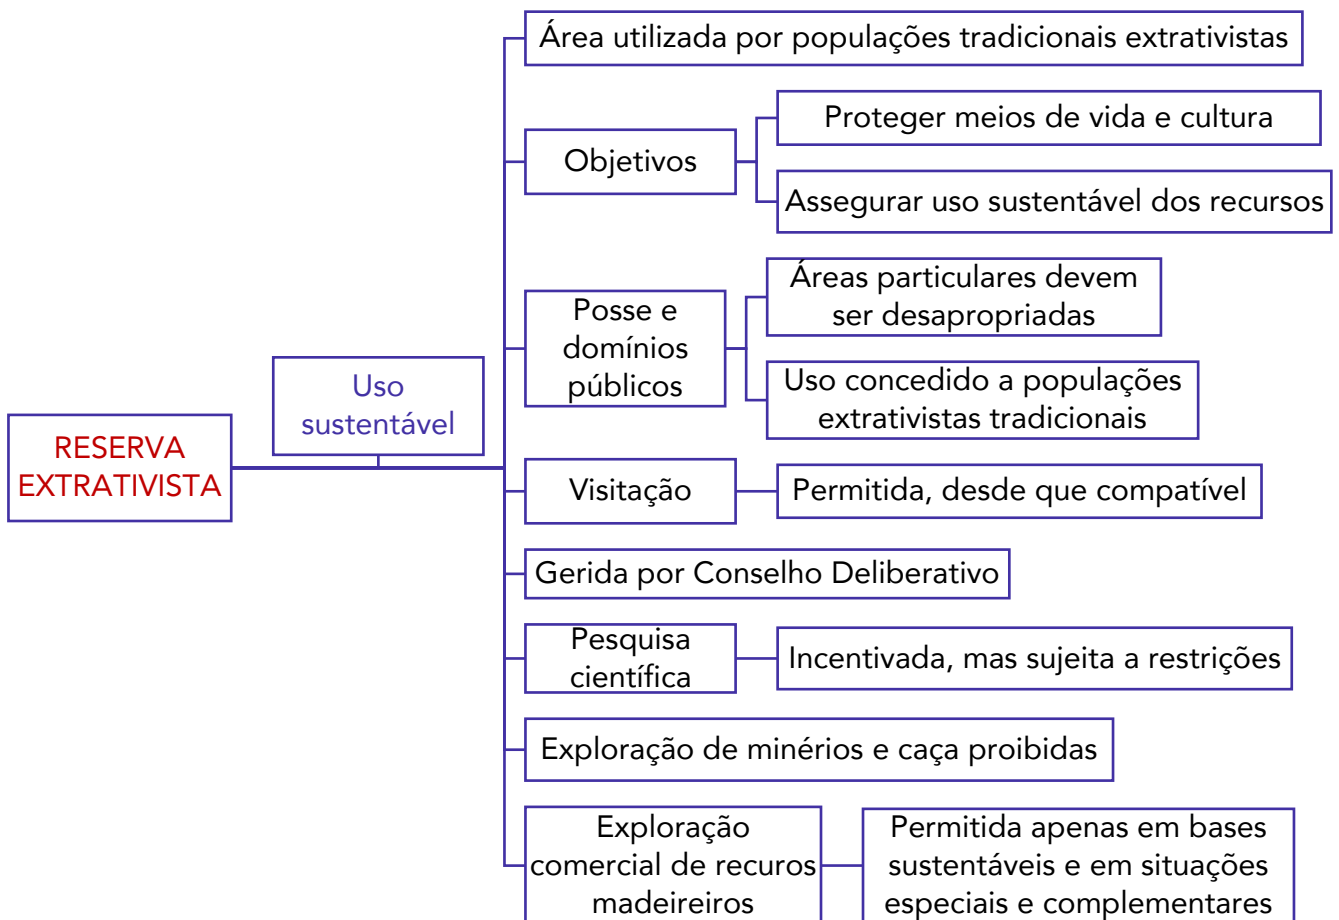 RESERVA
EXTRATIVISTA
Uso
sustentável
Área utilizada por populações tradicionais extrativistas
Objetivos
Proteger meios de vida e cultura
Assegurar uso sustentável dos recursos
Posse e
domínios
públicos
Áreas particulares devem
ser desapropriadas
Uso concedido a populações
extrativistas tradicionais
Visitação
Permitida, desde que compatível
Gerida por Conselho Deliberativo
Pesquisa
científica
Incentivada, mas sujeita a restrições
Exploração de minérios e caça proibidas
Exploração
comercial de recuros
madeireiros
Permitida apenas em bases
sustentáveis e em situações
especiais e complementares